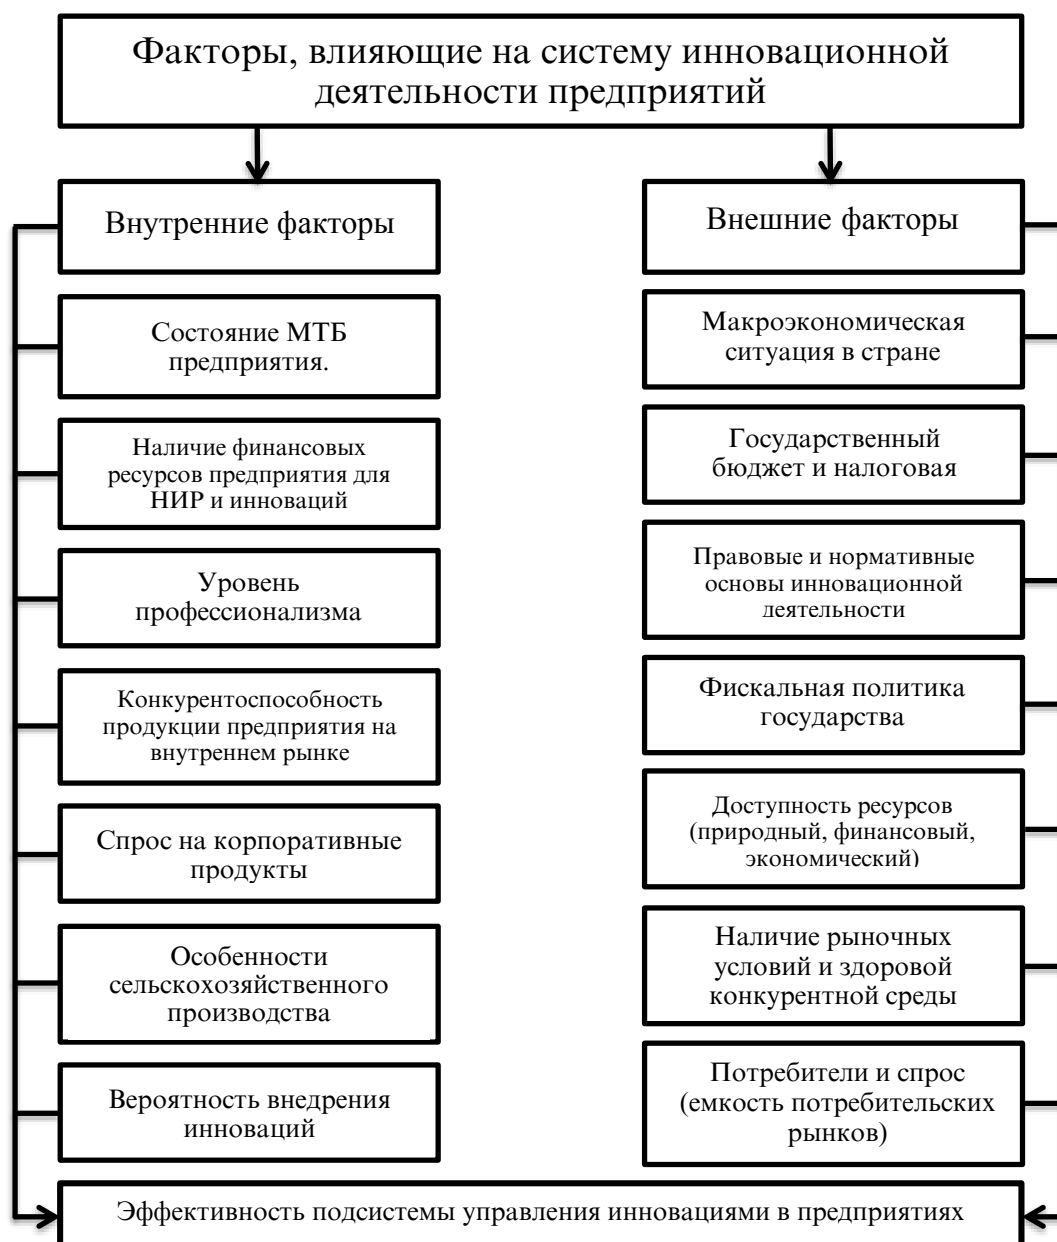 Факторы, влияющие на систему инновационной
деятельности предприятий
Внутренние факторы
Состояние МТБ
предприятия.
Наличие финансовых
ресурсов предприятия для
НИР и инноваций
Уровень
профессионализма
Конкурентоспособность
продукции предприятия на
внутреннем рынке
Спрос на корпоративные
продукты
Особенности
сельскохозяйственного
производства
Вероятность внедрения
инноваций
Внешние факторы
Макроэкономическая
ситуация в стране
Государственный
бюджет и налоговая
Правовые и нормативные
основы инновационной
деятельности
Фискальная политика
государства
Доступность ресурсов
(природный, финансовый,
экономический)
Наличие рыночных
условий и здоровой
конкурентной среды
Потребители и спрос
(емкость потребительских
рынков)
Эффективность подсистемы управления инновациями в предприятиях